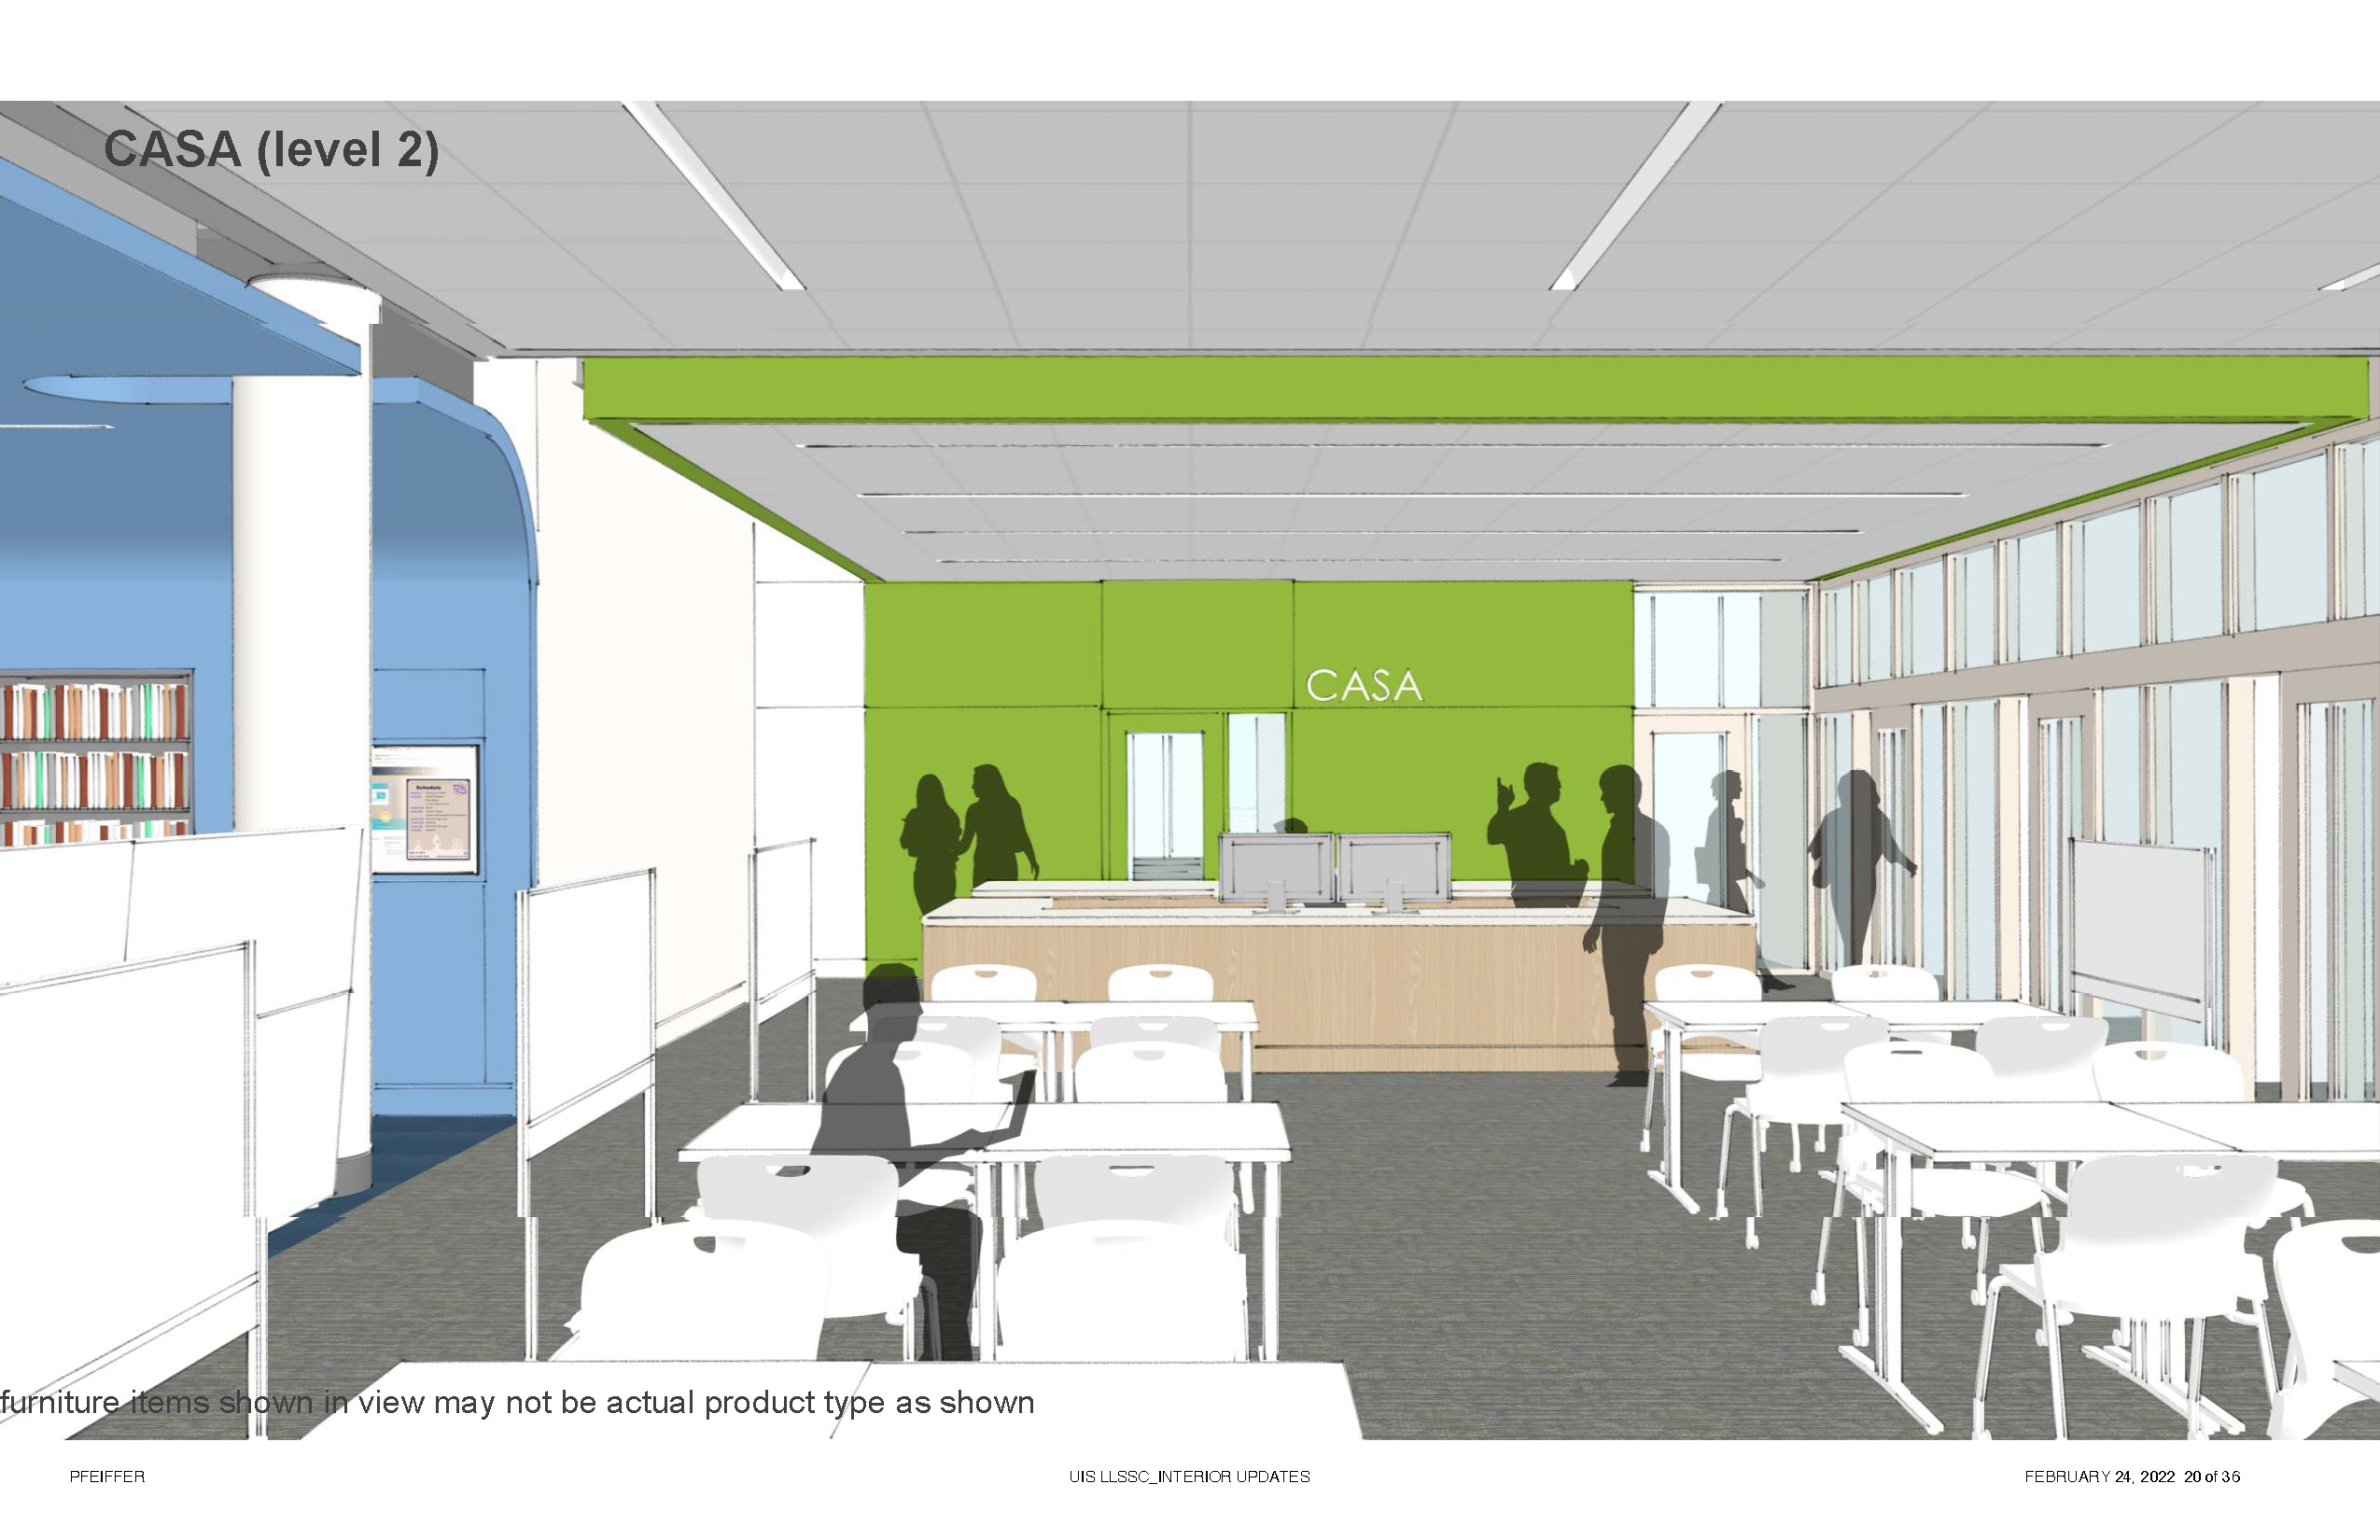 CASA (level 2)
CASA
Schedule
furniture items shown in view may not be actual product type as shown
PFEIFFER
UIS LLSSC_INTERIOR UPDATES
FEBRUARY 24, 2022 20 of 36